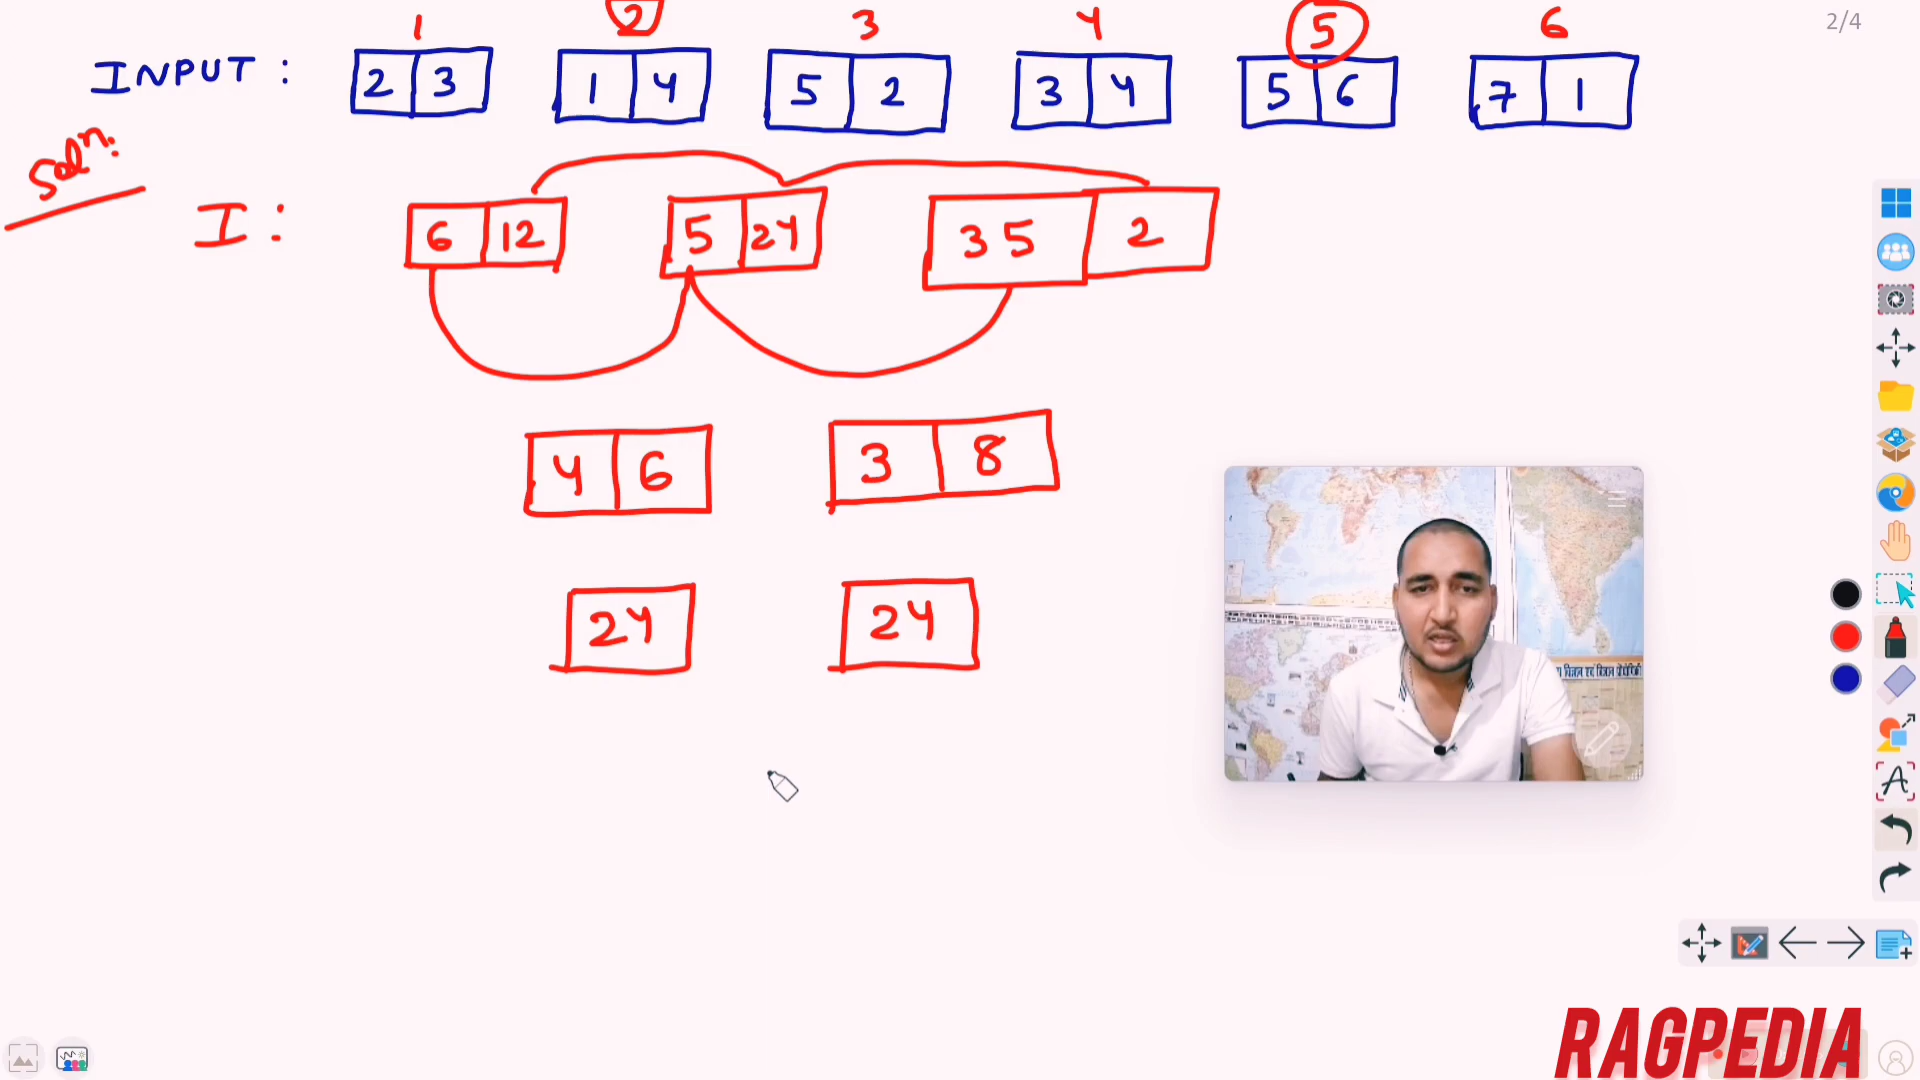 1 2 3 4 5 6
2/4
INPUT : 2 3 1 4 5 2 3 4 5 6 7 1
Solⁿ.
I : 6 12 5 24 35 2
4 6 3 8
24 24
RAGPEDIA